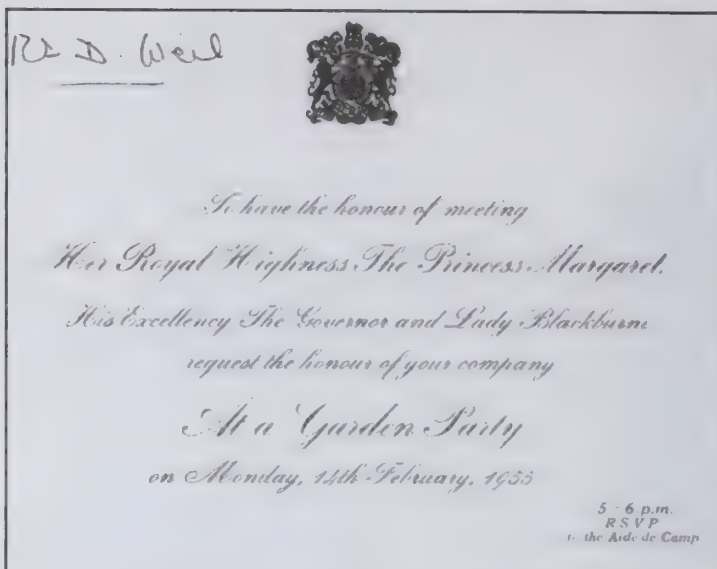 D. Weil
To have the honour of meeting
Her Royal Highness The Princess Margaret.
His Excellency The Governor and Lady Blackburne
request the honour of your company
At a Garden Party
on Monday, 14th February, 1955
5 - 6 p.m.
R S V P
to the Aide de Camp